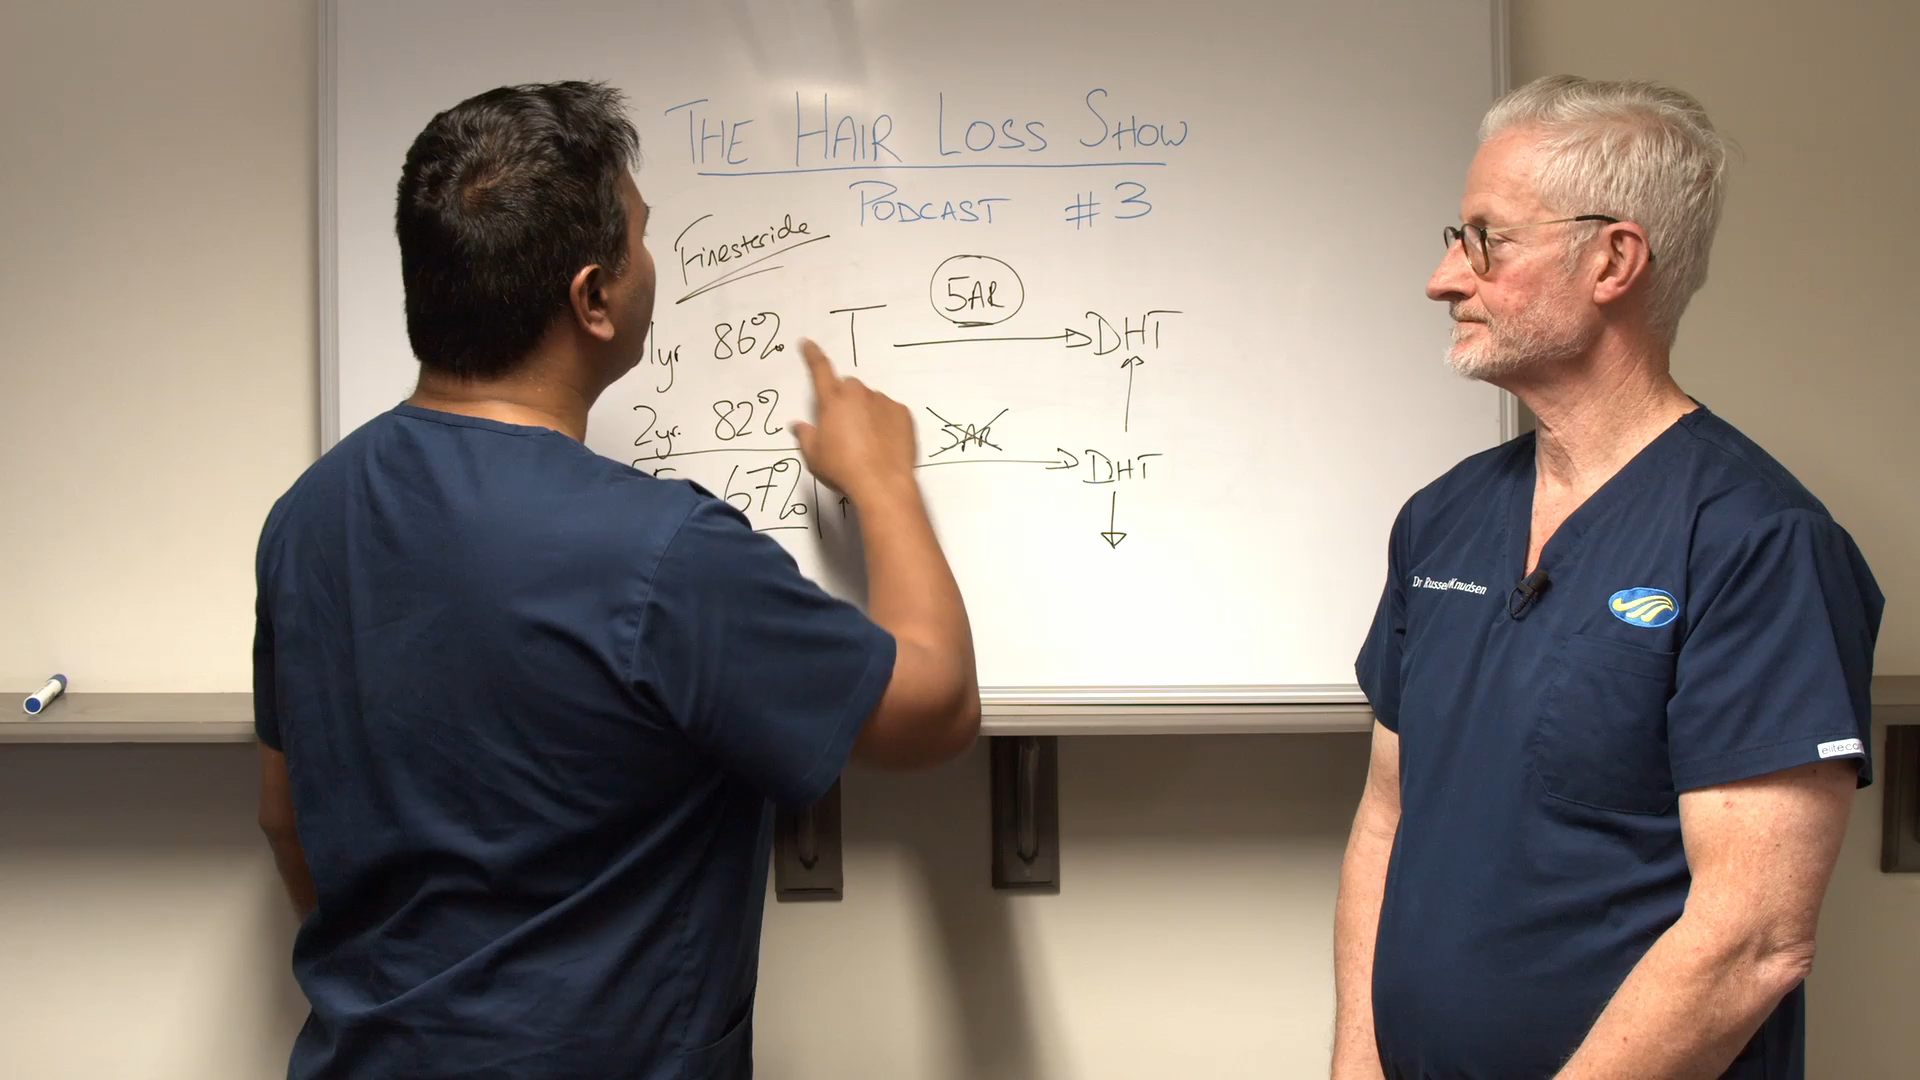 THE HAIR LOSS SHOW
PODCAST #3
Finesteride
5AR
1yr 86% T DHT
2yr. 82% 5AR
67% DHT
Dr Russell Knudsen
elitec